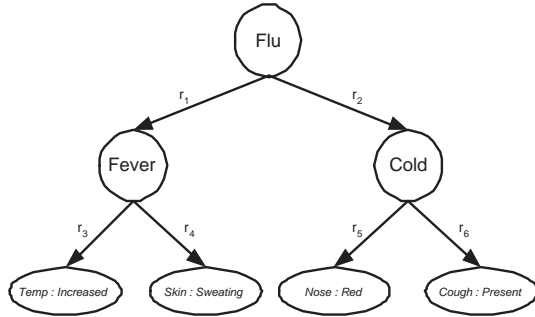 Flu
r1 r2
Fever Cold
r3 r4 r5 r6
Temp : Increased Skin : Sweating Nose : Red Cough : Present